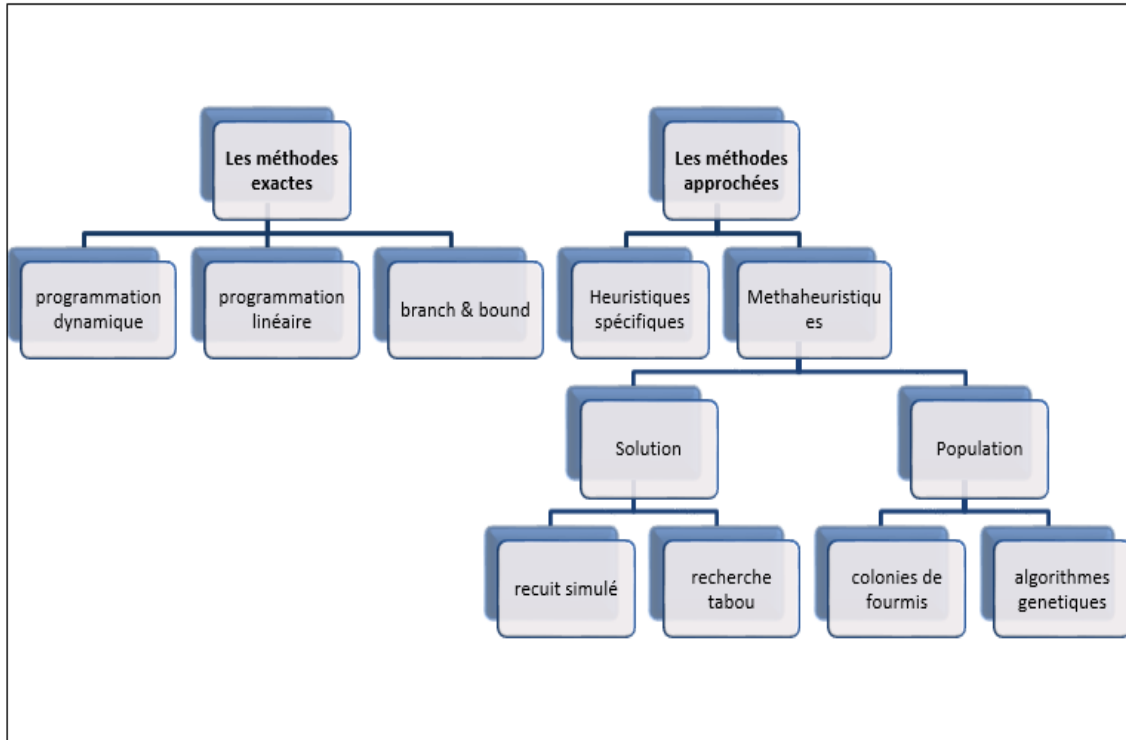 Les méthodes
exactes
Les méthodes
approchées
programmation
dynamique
programmation
linéaire
branch & bound
Heuristiques
spécifiques
Methaheuristiqu
es
Solution
Population
recuit simulé
recherche
tabou
colonies de
fourmis
algorithmes
genetiques